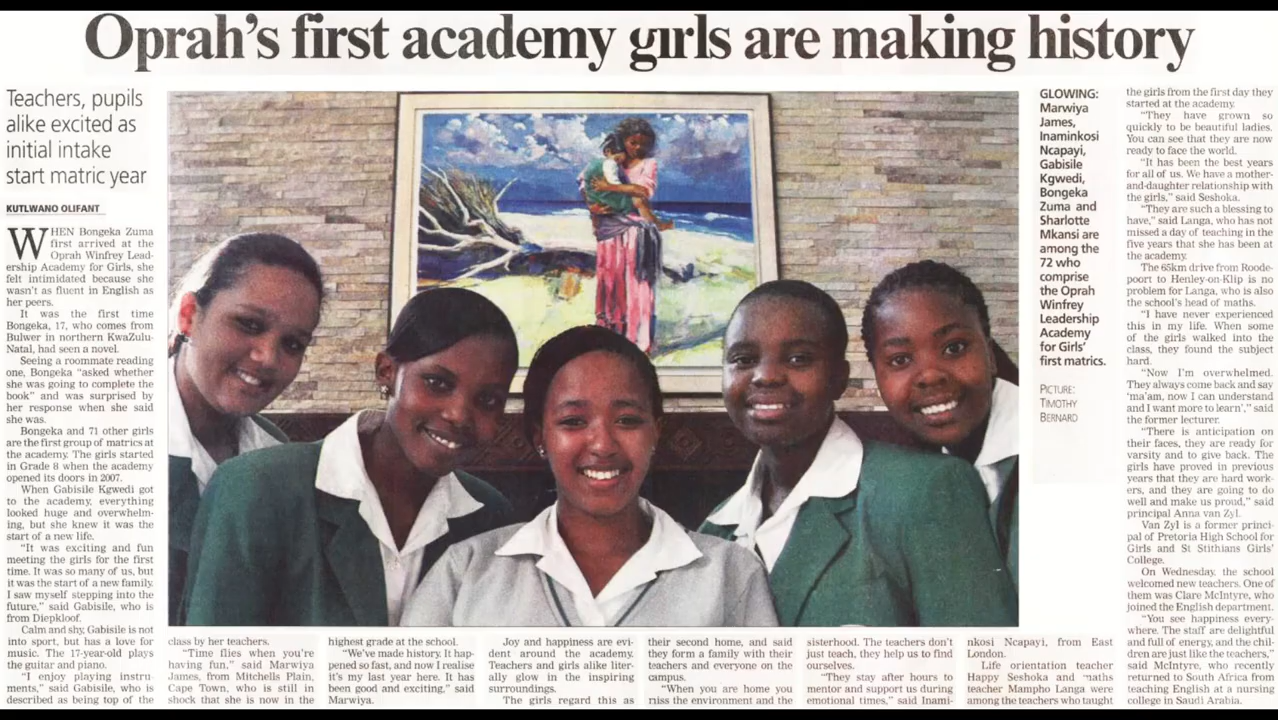 Oprah's first academy girls are making history
Teachers, pupils
alike excited as
initial intake
start matric year
KUTLWANO OLIFANT
WHEN Bongeka Zuma
first arrived at the
Oprah Winfrey Lead-
ership Academy for Girls, she
felt intimidated because she
wasn't as fluent in English as
her peers.
It was the first time
Bongeka, 17, who comes from
Bulwer in northern KwaZulu-
Natal, had seen a novel.
Seeing a roommate reading
one, Bongeka "asked whether
she was going to complete the
book" and was surprised by
her response when she said
she was.
Bongeka and 71 other girls
are the first group of matrics at
the academy. The girls started
in Grade 8 when the academy
opened its doors in 2007.
When Gabisile Kgwedi got
to the academy, everything
looked huge and overwhelm-
ing, but she knew it was the
start of a new life.
"It was exciting and fun
meeting the girls for the first
time. It was so many of us, but
it was the start of a new family.
I saw myself stepping into the
future," said Gabisile, who is
from Diepkloof.
Calm and shy, Gabisile is not
into sport, but has a love for
music. The 17-year-old plays
the guitar and piano.
"I enjoy playing instru-
ments," said Gabisile, who is
described as being top of the
class by her teachers.
"Time flies when you're
having fun," said Marwiya
James, from Mitchells Plain,
Cape Town, who is still in
shock that she is now in the
highest grade at the school.
"We've made history. It hap-
pened so fast, and now I realise
it's my last year here. It has
been good and exciting," said
Marwiya.
Joy and happiness are evi-
dent around the academy.
Teachers and girls alike liter-
ally glow in the inspiring
surroundings.
The girls regard this as
their second home, and said
they form a family with their
teachers and everyone on the
campus.
"When you are home you
miss the environment and the
sisterhood. The teachers don't
just teach, they help us to find
ourselves.
"They stay after hours to
mentor and support us during
emotional times," said Inami-
nkosi Ncapayi, from East
London.
Life orientation teacher
Happy Seshoka and maths
teacher Mampho Langa were
among the teachers who taught
the girls from the first day they
started at the academy.
"They have grown so
quickly to be beautiful ladies.
You can see that they are now
ready to face the world.
"It has been the best years
for all of us. We have a mother-
and-daughter relationship with
the girls," said Seshoka.
"They are such a blessing to
have," said Langa, who has not
missed a day of teaching in the
five years that she has been at
the academy.
The 65km drive from Roode-
poort to Henley-on-Klip is no
problem for Langa, who is also
the school's head of maths.
"I have never experienced
this in my life. When some
of the girls walked into the
class, they found the subject
hard.
"Now I'm overwhelmed.
They always come back and say
'ma'am, now I can understand
and I want more to learn'," said
the former lecturer.
"There is anticipation on
their faces, they are ready for
varsity and to give back. The
girls have proved in previous
years that they are hard work-
ers, and they are going to do
well and make us proud," said
principal Anna van Zyl.
Van Zyl is a former princi-
pal of Pretoria High School for
Girls and St Stithians Girls'
College.
On Wednesday, the school
welcomed new teachers. One of
them was Clare McIntyre, who
joined the English department.
"You see happiness every-
where. The staff are delightful
and full of energy, and the chil-
dren are just like the teachers,"
said McIntyre, who recently
returned to South Africa from
teaching English at a nursing
college in Saudi Arabia.
GLOWING:
Marwiya
James,
Inaminkosi
Ncapayi,
Gabisile
Kgwedi,
Bongeka
Zuma and
Sharlotte
Mkansi are
among the
72 who
comprise
the Oprah
Winfrey
Leadership
Academy
for Girls'
first matrics.
PICTURE:
TIMOTHY
BERNARD